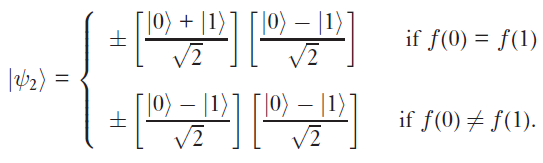 |ψ₂⟩ = { ± [ |0⟩ + |1⟩ / √2 ] [ |0⟩ − |1⟩ / √2 ] if f(0) = f(1)
± [ |0⟩ − |1⟩ / √2 ] [ |0⟩ − |1⟩ / √2 ] if f(0) ≠ f(1).